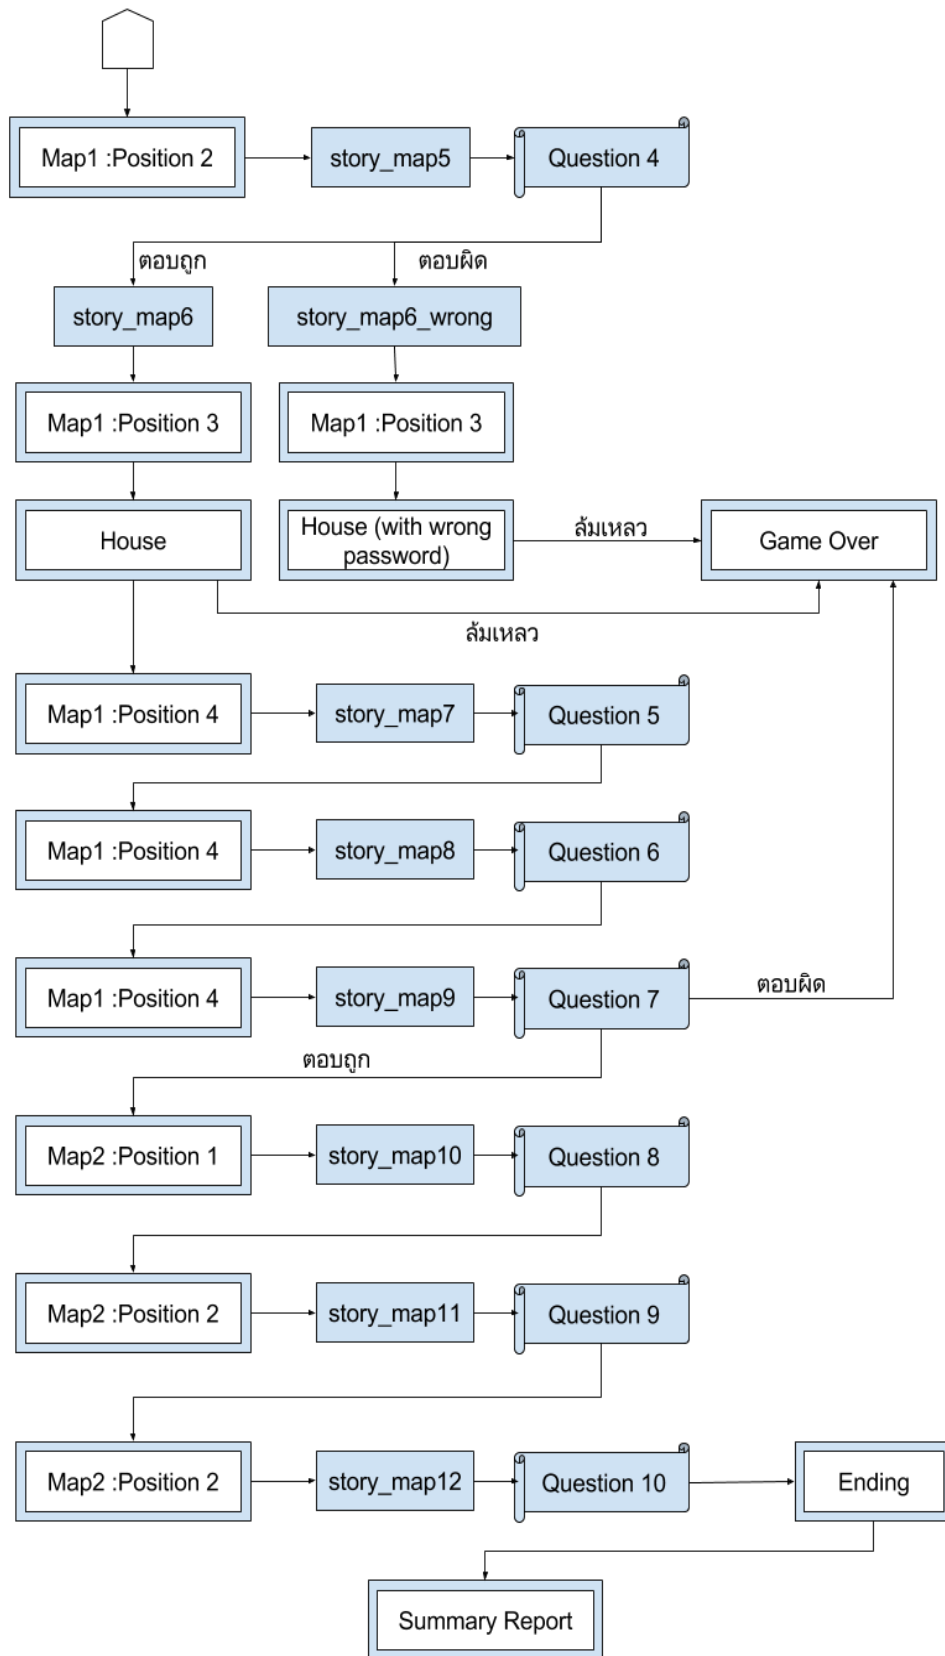 Map1 :Position 2
story_map5
Question 4
ตอบถูก
ตอบผิด
story_map6
story_map6_wrong
Map1 :Position 3
Map1 :Position 3
House
House (with wrong
password)
ล้มเหลว
Game Over
ล้มเหลว
Map1 :Position 4
story_map7
Question 5
Map1 :Position 4
story_map8
Question 6
Map1 :Position 4
story_map9
Question 7
ตอบผิด
ตอบถูก
Map2 :Position 1
story_map10
Question 8
Map2 :Position 2
story_map11
Question 9
Map2 :Position 2
story_map12
Question 10
Ending
Summary Report